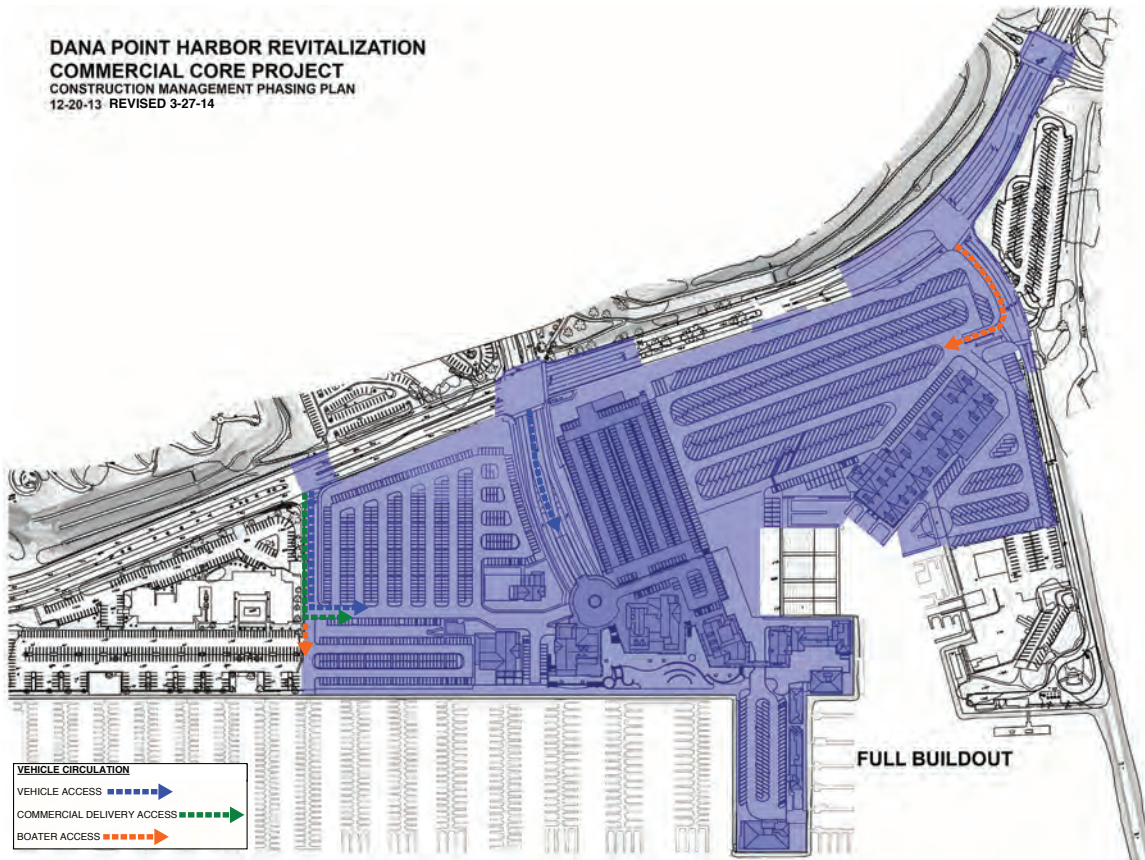 DANA POINT HARBOR REVITALIZATION
COMMERCIAL CORE PROJECT
CONSTRUCTION MANAGEMENT PHASING PLAN
12-20-13 REVISED 3-27-14
FULL BUILDOUT
VEHICLE CIRCULATION
VEHICLE ACCESS
COMMERCIAL DELIVERY ACCESS
BOATER ACCESS